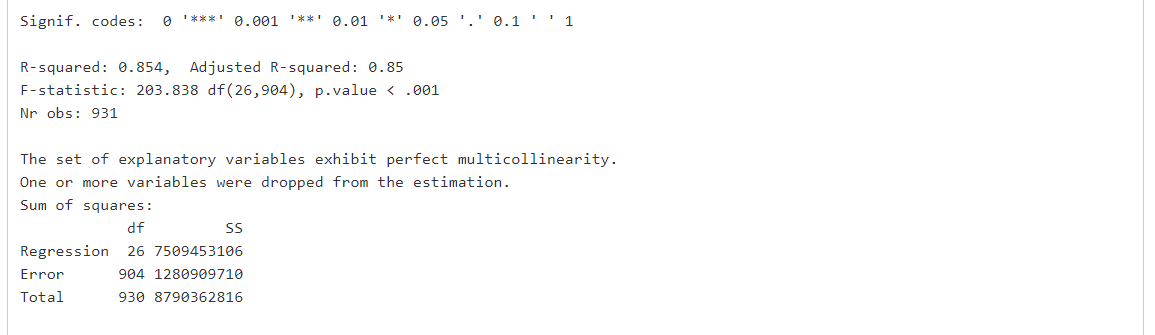 Signif. codes:  0 '***' 0.001 '**' 0.01 '*' 0.05 '.' 0.1 ' ' 1
R-squared: 0.854,  Adjusted R-squared: 0.85
F-statistic: 203.838 df(26,904), p.value < .001
Nr obs: 931
The set of explanatory variables exhibit perfect multicollinearity.
One or more variables were dropped from the estimation.
Sum of squares:
             df         SS
Regression  26 7509453106
Error      904 1280909710
Total      930 8790362816